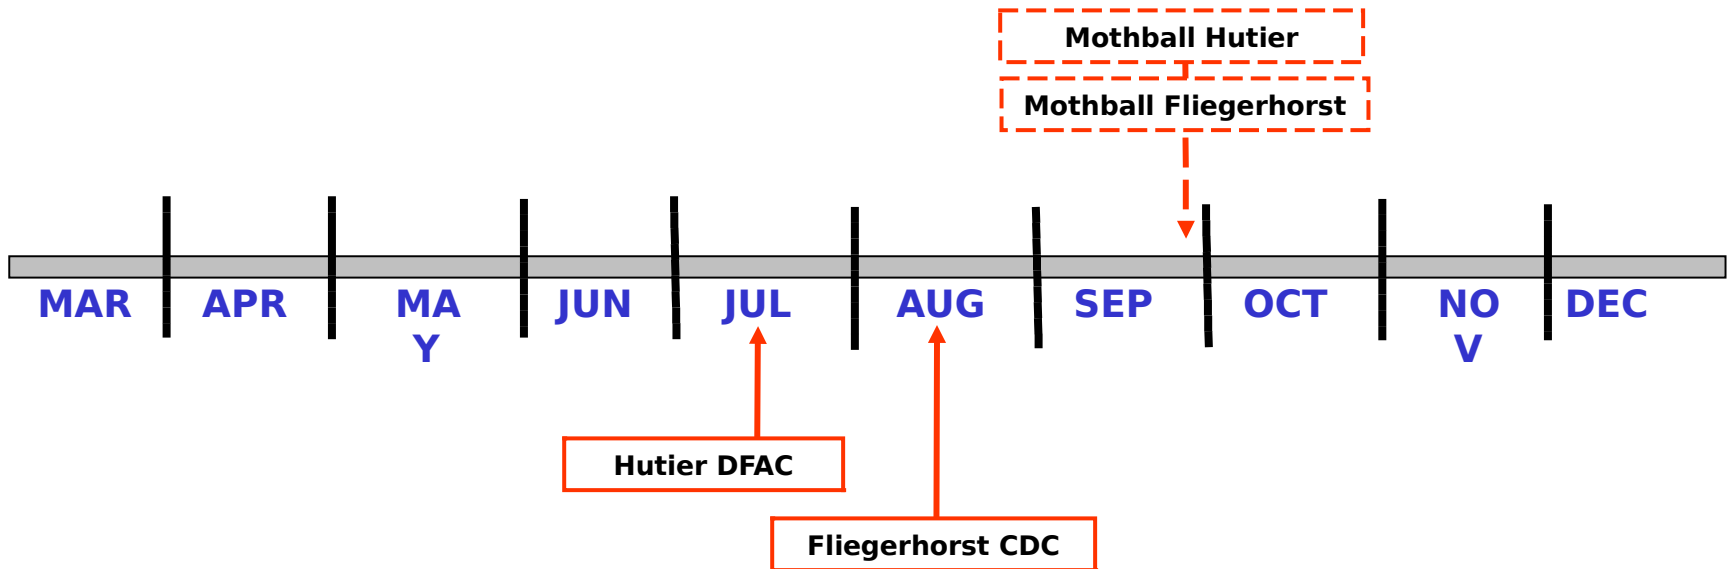 Mothball Hutier
Mothball Fliegerhorst
MAR APR MA JUN JUL AUG SEP OCT NO DEC
Y V
Hutier DFAC
Fliegerhorst CDC